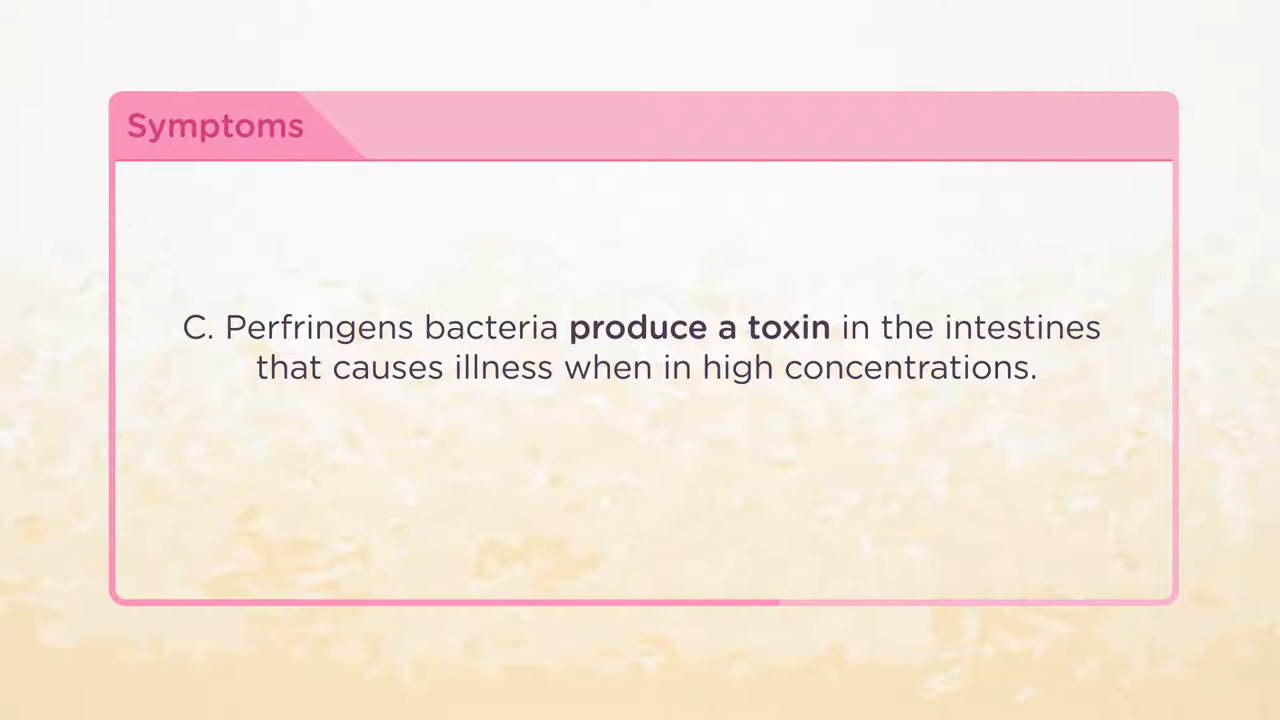 Symptoms
C. Perfringens bacteria produce a toxin in the intestines
that causes illness when in high concentrations.